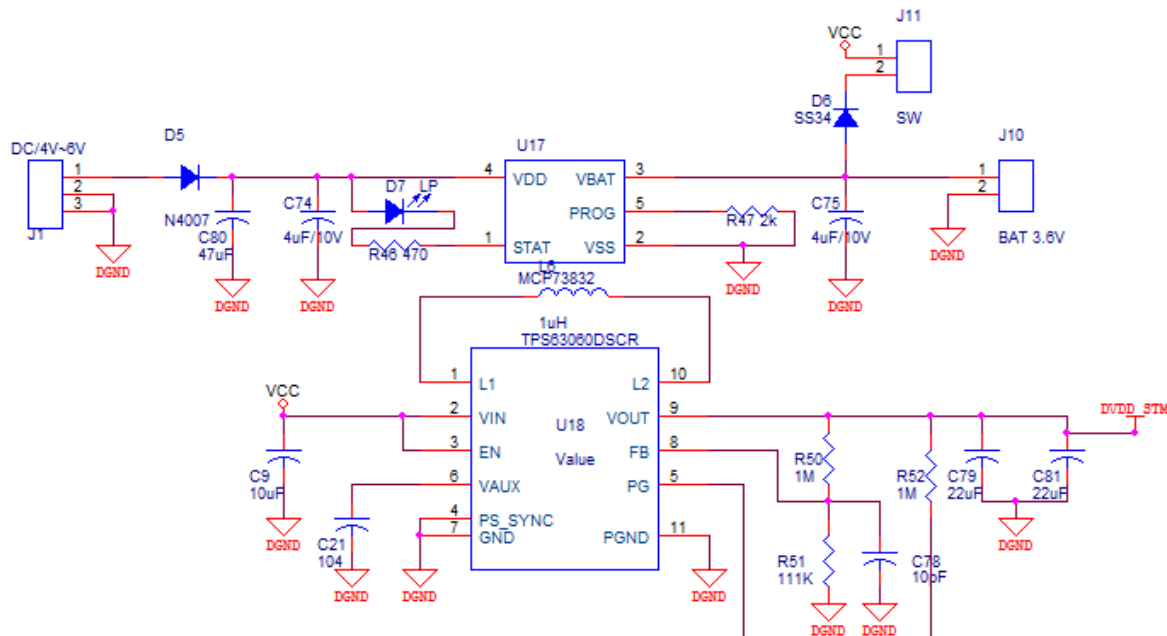 J11
VCC
1
2
D6
SS34
SW
DC/4V~6V
D5
U17
J10
1
2
3
J1
N4007
C80
47uF
C74
4uF/10V
D7
LP
R46 470
4
VDD
VBAT
3
PROG
5
1
STAT
VSS
2
R47 2k
C75
4uF/10V
1
2
BAT 3.6V
DGND
DGND
DGND
DGND
DGND
DGND
L6
MCP73832
1uH
TPS63060DSCR
1
L1
L2
10
VCC
2
VIN
VOUT
9
DVDD_STM
3
EN
U18
FB
8
Value
6
VAUX
PG
5
4
PS_SYNC
7
GND
PGND
11
C9
10uF
C21
104
R50
1M
R52
1M
C79
22uF
C81
22uF
R51
111K
C78
10pF
DGND
DGND
DGND
DGND
DGND
DGND
DGND